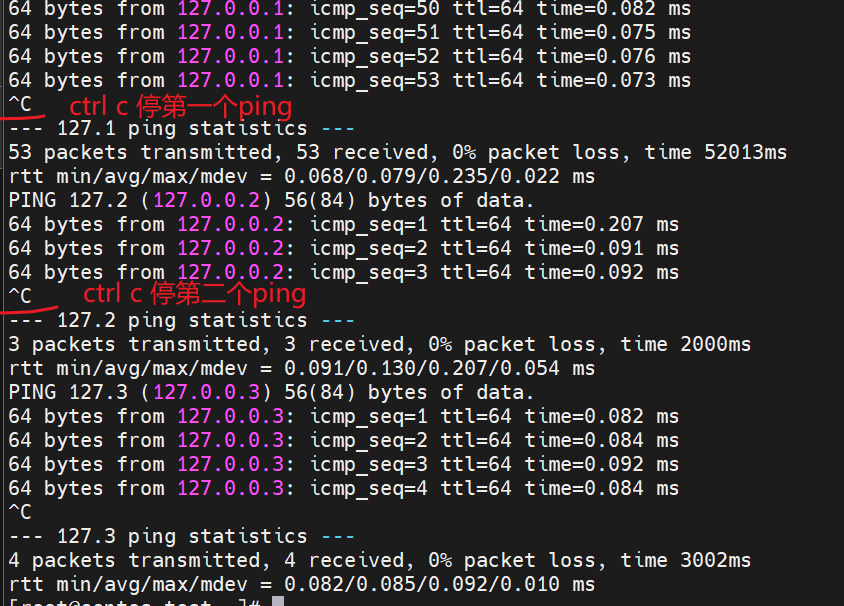 64 bytes from 127.0.0.1: icmp_seq=50 ttl=64 time=0.082 ms
64 bytes from 127.0.0.1: icmp_seq=51 ttl=64 time=0.075 ms
64 bytes from 127.0.0.1: icmp_seq=52 ttl=64 time=0.076 ms
64 bytes from 127.0.0.1: icmp_seq=53 ttl=64 time=0.073 ms
^C ctrl c 停第一个ping
--- 127.1 ping statistics ---
53 packets transmitted, 53 received, 0% packet loss, time 52013ms
rtt min/avg/max/mdev = 0.068/0.079/0.235/0.022 ms
PING 127.2 (127.0.0.2) 56(84) bytes of data.
64 bytes from 127.0.0.2: icmp_seq=1 ttl=64 time=0.207 ms
64 bytes from 127.0.0.2: icmp_seq=2 ttl=64 time=0.091 ms
64 bytes from 127.0.0.2: icmp_seq=3 ttl=64 time=0.092 ms
^C ctrl c 停第二个ping
--- 127.2 ping statistics ---
3 packets transmitted, 3 received, 0% packet loss, time 2000ms
rtt min/avg/max/mdev = 0.091/0.130/0.207/0.054 ms
PING 127.3 (127.0.0.3) 56(84) bytes of data.
64 bytes from 127.0.0.3: icmp_seq=1 ttl=64 time=0.082 ms
64 bytes from 127.0.0.3: icmp_seq=2 ttl=64 time=0.084 ms
64 bytes from 127.0.0.3: icmp_seq=3 ttl=64 time=0.092 ms
64 bytes from 127.0.0.3: icmp_seq=4 ttl=64 time=0.084 ms
^C
--- 127.3 ping statistics ---
4 packets transmitted, 4 received, 0% packet loss, time 3002ms
rtt min/avg/max/mdev = 0.082/0.085/0.092/0.010 ms